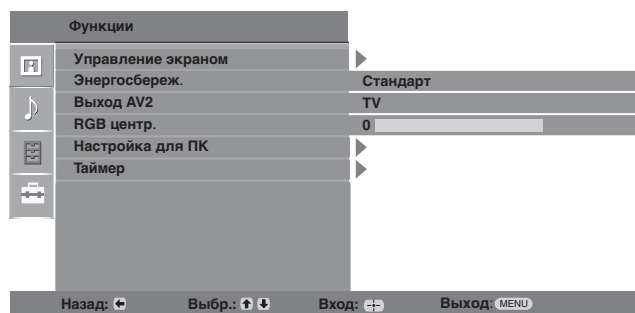 Функции
Управление экраном
Энергосбереж. Стандарт
Выход AV2 TV
RGB центр. 0
Настройка для ПК
Таймер
Назад: Выбр.: Вход: Выход: MENU